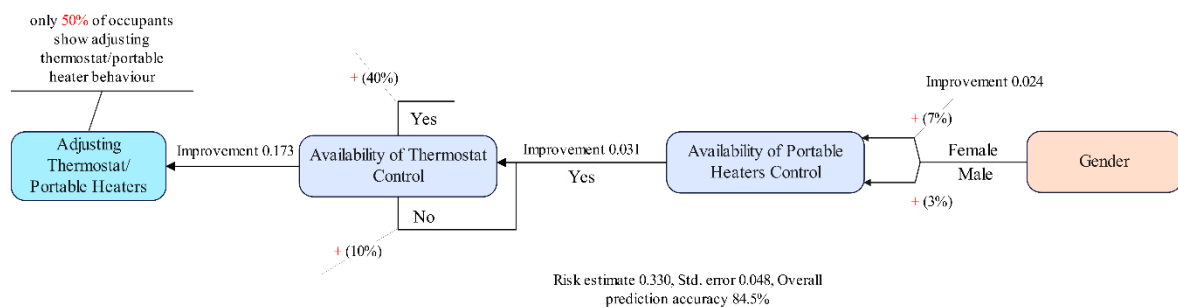 only 50% of occupants
show adjusting
thermostat/portable
heater behaviour
+ (40%)
Improvement 0.024
Yes
+ (7%)
Adjusting
Thermostat/
Portable Heaters
Improvement 0.173
Availability of Thermostat
Control
Improvement 0.031
Yes
Availability of Portable
Heaters Control
Female
Male
Gender
No
+ (3%)
+ (10%)
Risk estimate 0.330, Std. error 0.048, Overall
prediction accuracy 84.5%